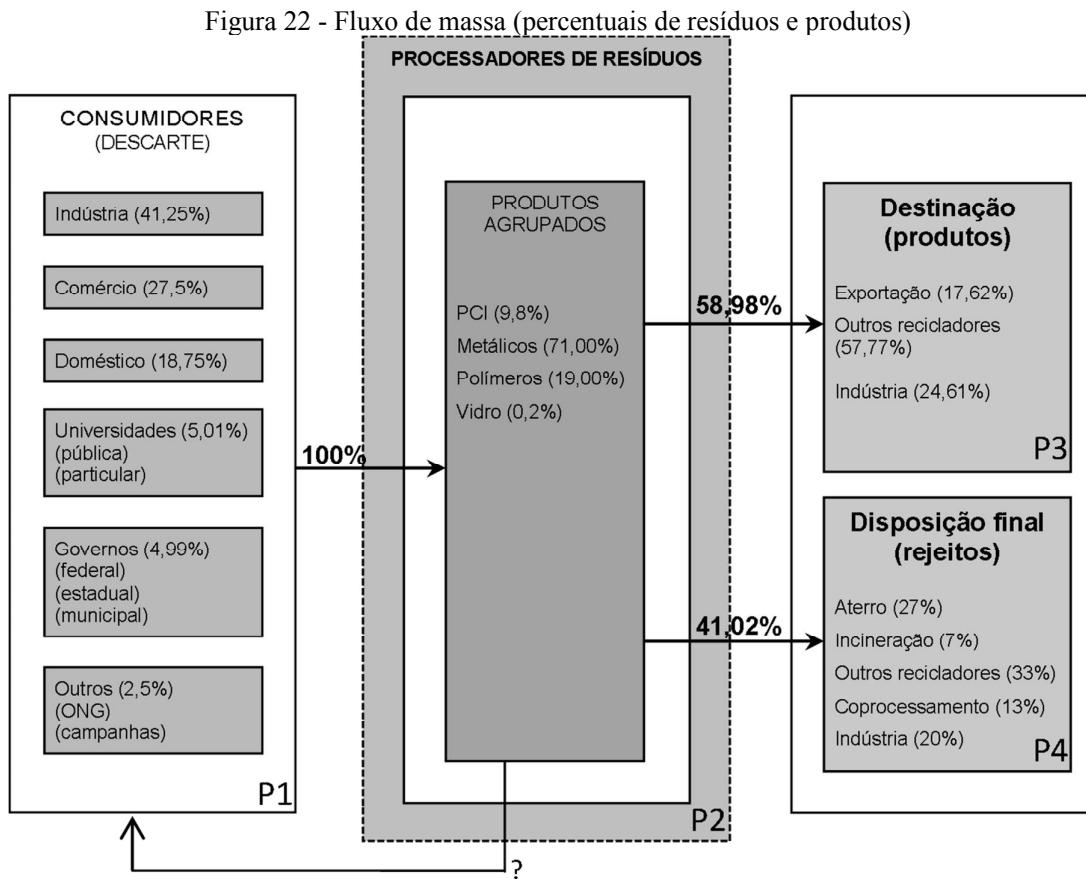 Figura 22 - Fluxo de massa (percentuais de resíduos e produtos)
CONSUMIDORES
(DESCARTE)
Indústria (41,25%)
Comércio (27,5%)
Doméstico (18,75%)
Universidades (5,01%)
(pública)
(particular)
Governos (4,99%)
(federal)
(estadual)
(municipal)
Outros (2,5%)
(ONG)
(campanhas)
P1
100%
PROCESSADORES DE RESÍDUOS
PRODUTOS
AGRUPADOS
PCI (9,8%)
Metálicos (71,00%)
Polímeros (19,00%)
Vidro (0,2%)
P2
?
58,98%
41,02%
Destinação
(produtos)
Exportação (17,62%)
Outros recicladores
(57,77%)
Indústria (24,61%)
P3
Disposição final
(rejeitos)
Aterro (27%)
Incineração (7%)
Outros recicladores (33%)
Coprocessamento (13%)
Indústria (20%)
P4